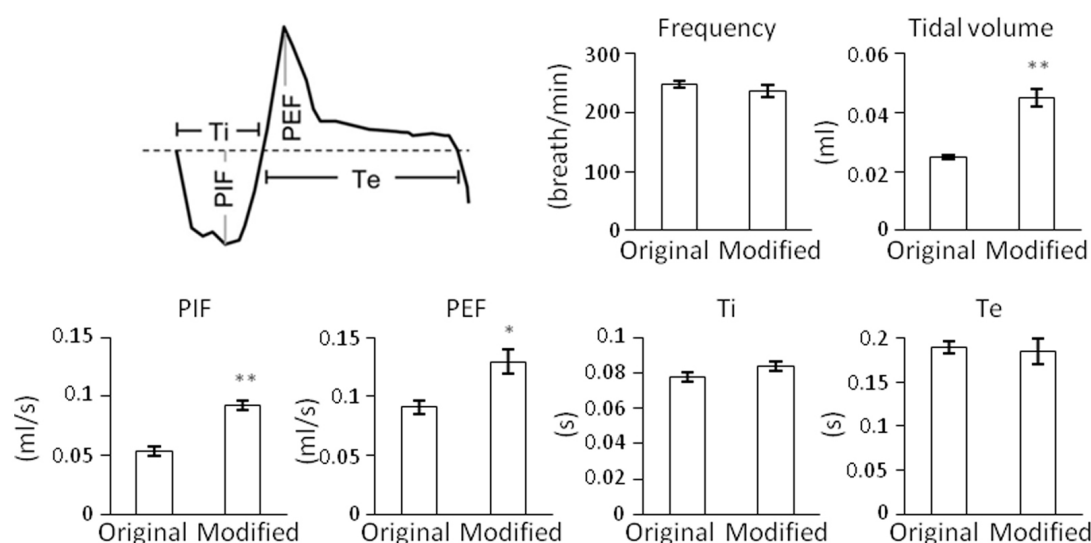 Ti
PIF
PEF
Te
Frequency
(breath/min)
300
200
100
0
Original Modified
Tidal volume
**
(ml)
0.06
0.04
0.02
0
Original Modified
PIF
**
(ml/s)
0.15
0.1
0.05
0
Original Modified
PEF
*
(ml/s)
0.15
0.1
0.05
0
Original Modified
Ti
(s)
0.1
0.08
0.06
0.04
0.02
0
Original Modified
Te
(s)
0.2
0.15
0.1
0.05
0
Original Modified